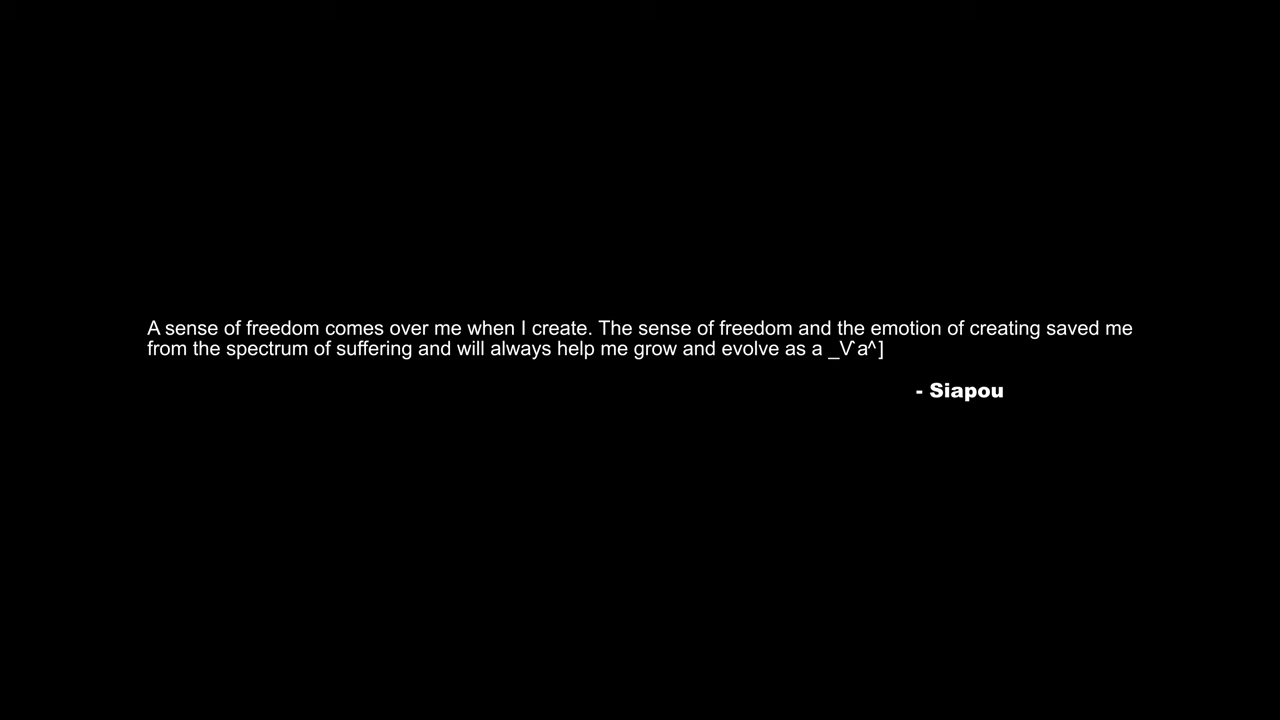 A sense of freedom comes over me when I create. The sense of freedom and the emotion of creating saved me
from the spectrum of suffering and will always help me grow and evolve as a _V`a^]
- Siapou